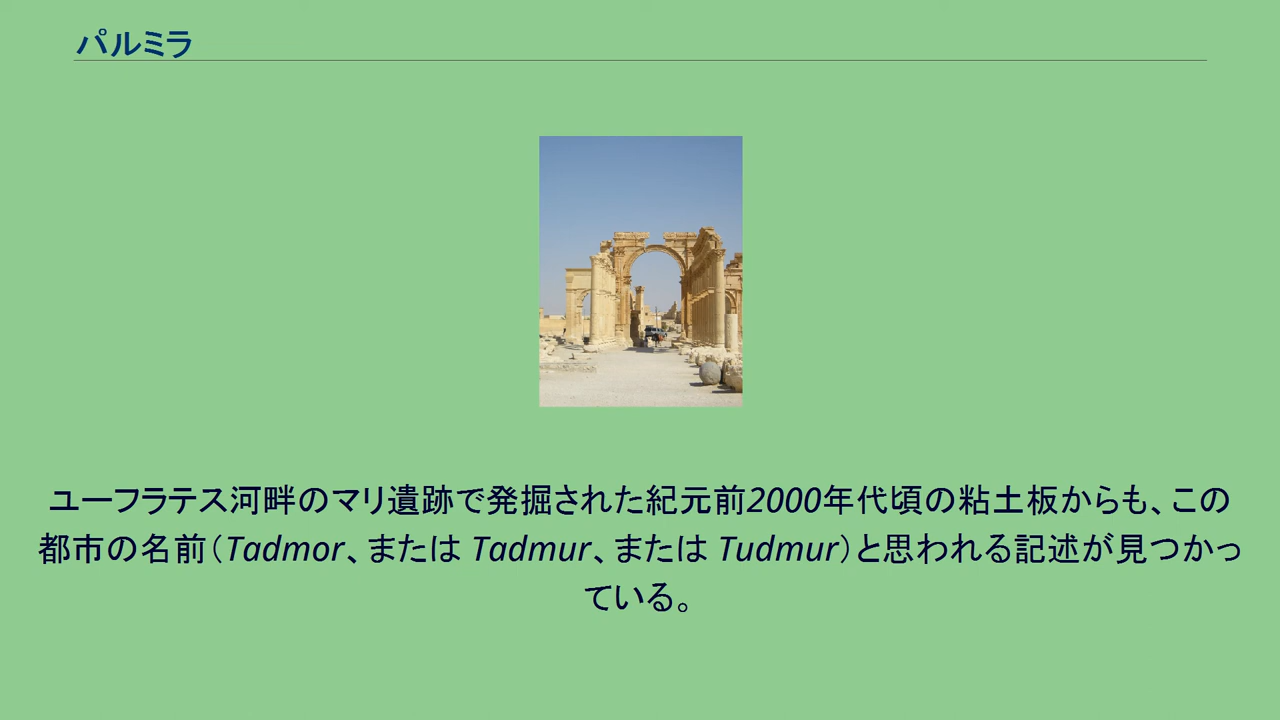 パルミラ
ユーフラテス河畔のマリ遺跡で発掘された紀元前2000年代頃の粘土板からも、この
都市の名前（Tadmor、または Tadmur、または Tudmur）と思われる記述が見つかっ
ている。